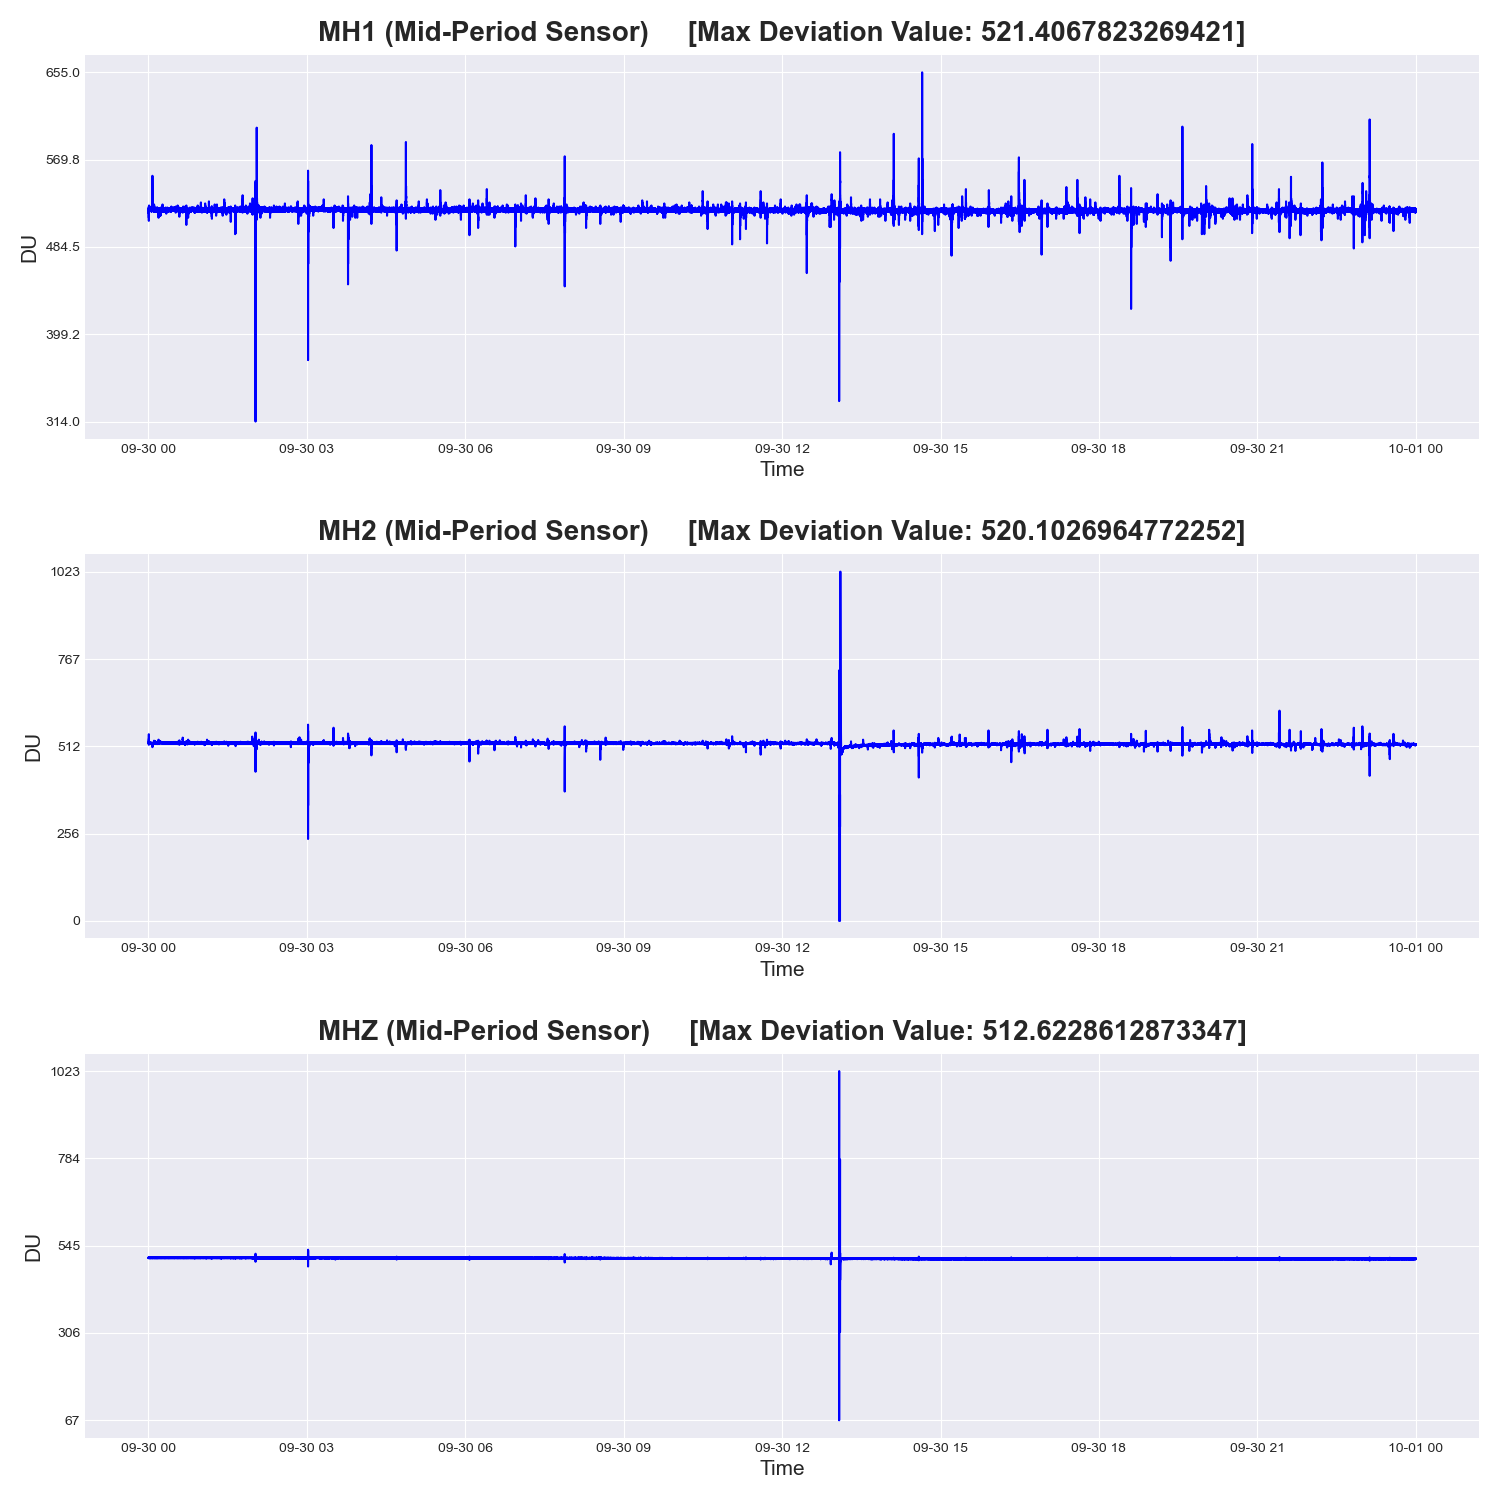 MH1 (Mid-Period Sensor) [Max Deviation Value: 521.4067823269421]
655.0
569.8
484.5
399.2
314.0
DU
09-30 00 09-30 03 09-30 06 09-30 09 09-30 12 09-30 15 09-30 18 09-30 21 10-01 00
Time
MH2 (Mid-Period Sensor) [Max Deviation Value: 520.1026964772252]
1023
767
512
256
0
DU
09-30 00 09-30 03 09-30 06 09-30 09 09-30 12 09-30 15 09-30 18 09-30 21 10-01 00
Time
MHZ (Mid-Period Sensor) [Max Deviation Value: 512.6228612873347]
1023
784
545
306
67
DU
09-30 00 09-30 03 09-30 06 09-30 09 09-30 12 09-30 15 09-30 18 09-30 21 10-01 00
Time